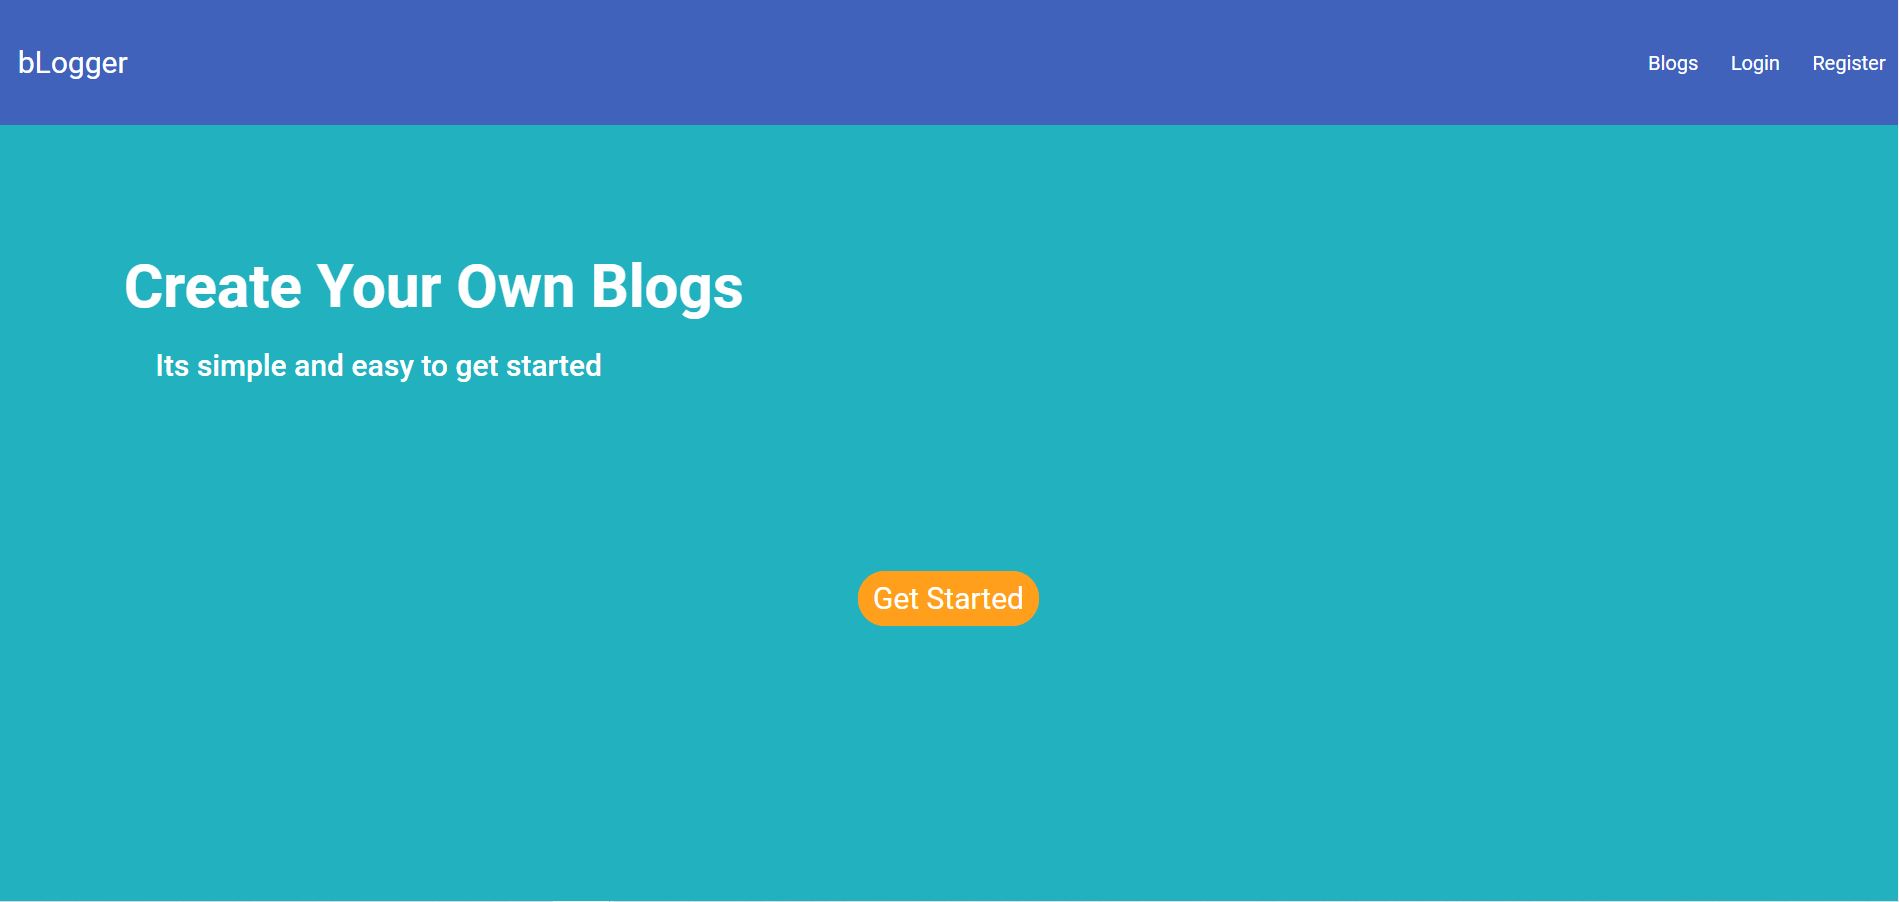 bLogger
Blogs Login Register
Create Your Own Blogs
Its simple and easy to get started
Get Started